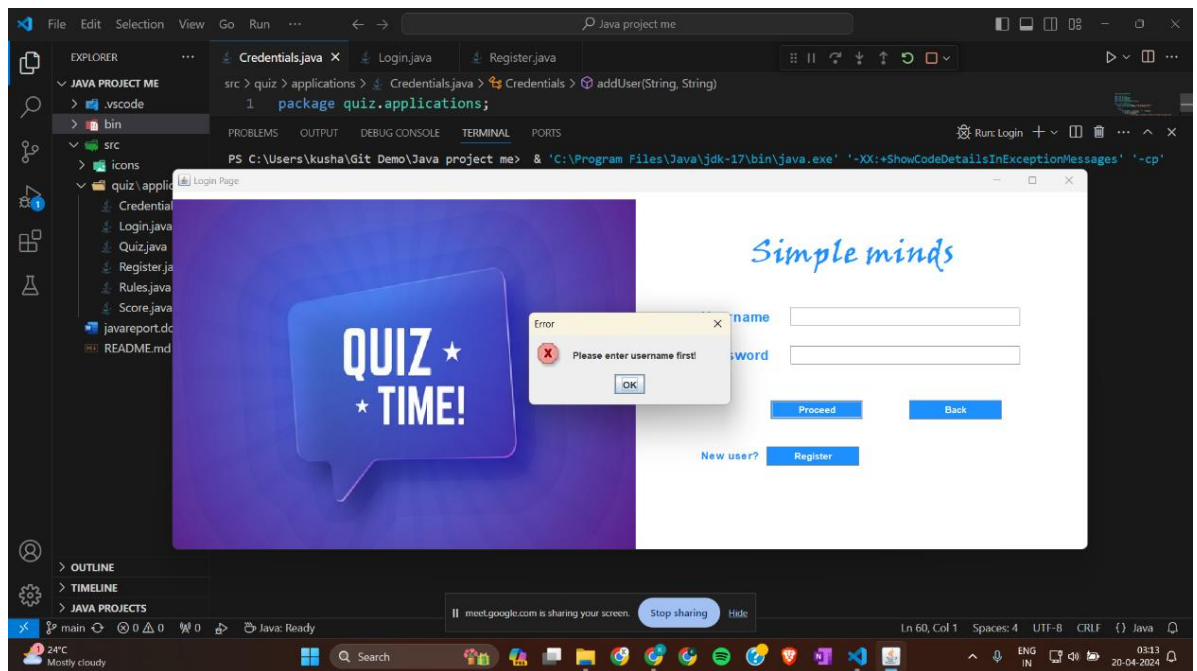 File Edit Selection View Go Run ··· Java project me
EXPLORER ··· Credentials.java Login.java Register.java
JAVA PROJECT ME src > quiz > applications > Credentials.java > Credentials > addUser(String, String)
.vscode 1 package quiz.applications;
bin PROBLEMS OUTPUT DEBUG CONSOLE TERMINAL PORTS Run: Login
src
icons PS C:\Users\kusha\Git Demo\Java project me> & 'C:\Program Files\Java\jdk-17\bin\java.exe' '-XX:+ShowCodeDetailsInExceptionMessages' '-cp'
quiz\applic
Login Page
Credential
Login.java
Quiz.java
Register.ja
Rules.java
Score.java
javareport.dc
README.md
QUIZ
TIME!
Simple minds
name
sword
Error
Please enter username first!
OK
Proceed Back
New user? Register
OUTLINE
TIMELINE
JAVA PROJECTS
meet.google.com is sharing your screen. Stop sharing Hide
main 0 0 0 Java: Ready Ln 60, Col 1 Spaces: 4 UTF-8 CRLF {} Java
1 24°C Search ENG 03:13
Mostly cloudy IN 20-04-2024